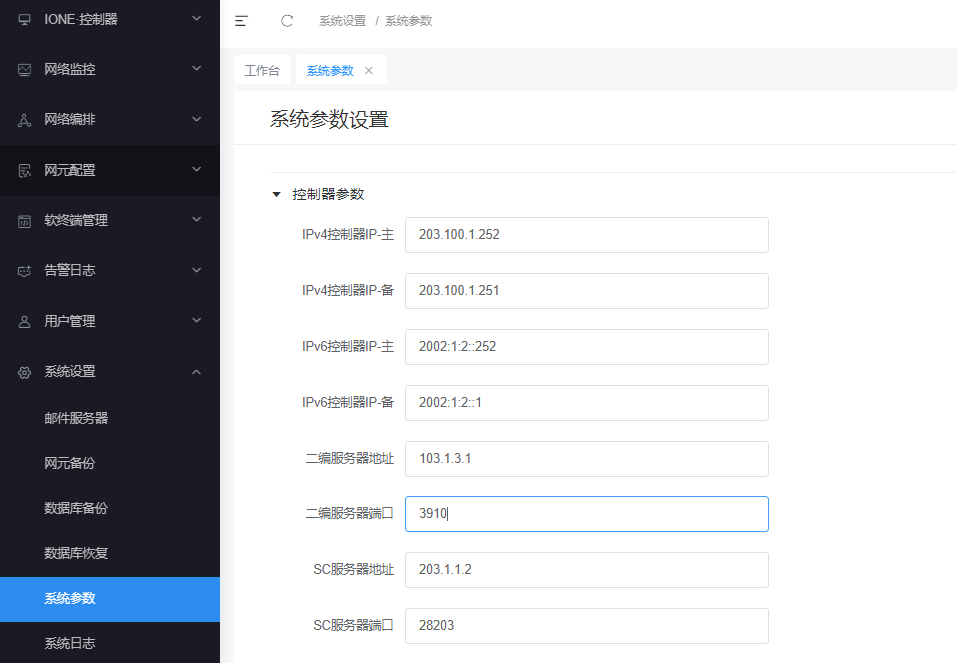 IONE·控制器
网络监控
网络编排
网元配置
软终端管理
告警日志
用户管理
系统设置
邮件服务器
网元备份
数据库备份
数据库恢复
系统参数
系统日志
系统设置 / 系统参数
工作台 系统参数 ×
系统参数设置
控制器参数
IPv4控制器IP-主 203.100.1.252
IPv4控制器IP-备 203.100.1.251
IPv6控制器IP-主 2002:1:2::252
IPv6控制器IP-备 2002:1:2::1
二编服务器地址 103.1.3.1
二编服务器端口 3910
SC服务器地址 203.1.1.2
SC服务器端口 28203